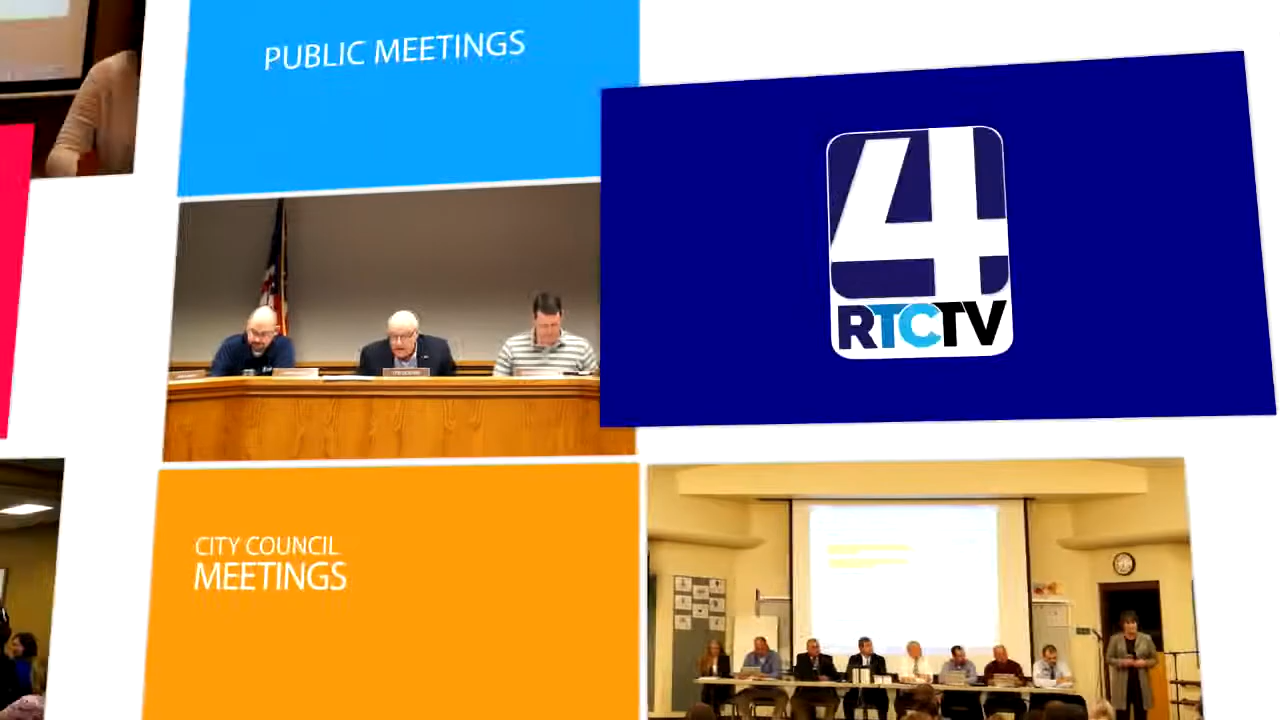 PUBLIC MEETINGS
4
RTCTV
CITY COUNCIL
MEETINGS